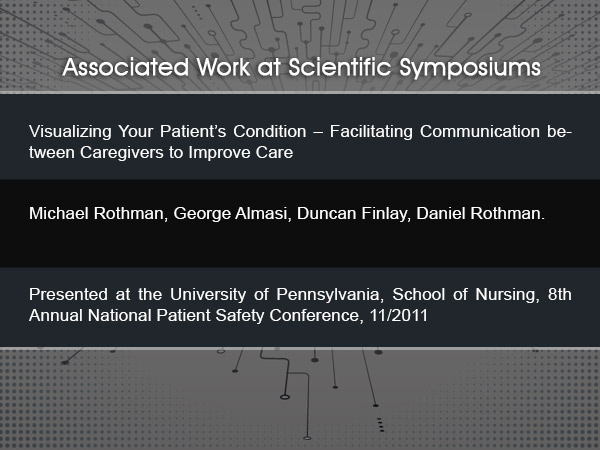 Associated Work at Scientific Symposiums
Visualizing Your Patient's Condition – Facilitating Communication be-
tween Caregivers to Improve Care
Michael Rothman, George Almasi, Duncan Finlay, Daniel Rothman.
Presented at the University of Pennsylvania, School of Nursing, 8th
Annual National Patient Safety Conference, 11/2011